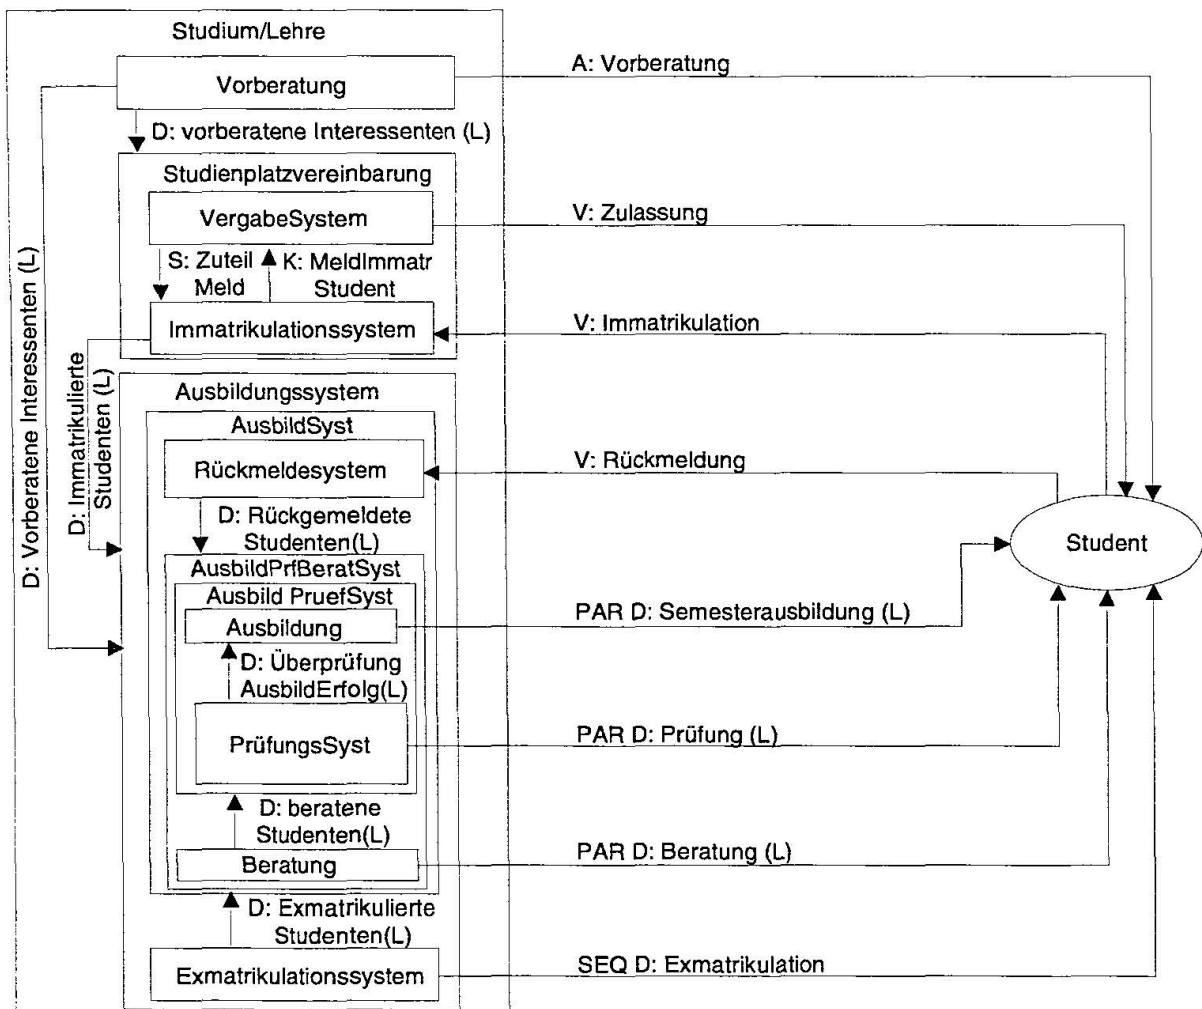 Studium/Lehre
Vorberatung
A: Vorberatung
D: vorberatene Interessenten (L)
Studienplatzvereinbarung
VergabeSystem
V: Zulassung
S: Zuteil
Meld
K: MeldImmatr
Student
Immatrikulationssystem
V: Immatrikulation
D: Vorberatene Interessenten (L)
D: Immatrikulierte
Studenten (L)
Ausbildungssystem
AusbildSyst
Rückmeldesystem
V: Rückmeldung
D: Rückgemeldete
Studenten(L)
Student
AusbildPrfBeratSyst
Ausbild PruefSyst
Ausbildung
PAR D: Semesterausbildung (L)
D: Überprüfung
AusbildErfolg(L)
PrüfungsSyst
PAR D: Prüfung (L)
D: beratene
Studenten(L)
Beratung
PAR D: Beratung (L)
D: Exmatrikulierte
Studenten(L)
Exmatrikulationssystem
SEQ D: Exmatrikulation